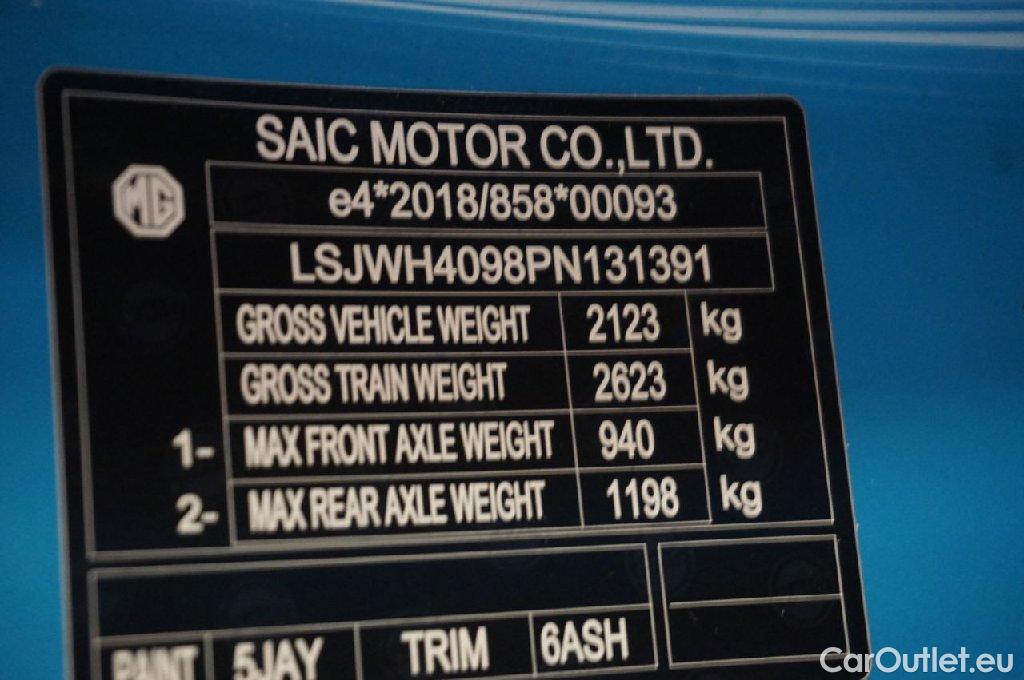 SAIC MOTOR CO.,LTD.
MG
e4*2018/858*00093
LSJWH4098PN131391
GROSS VEHICLE WEIGHT 2123 kg
GROSS TRAIN WEIGHT 2623 kg
1- MAX FRONT AXLE WEIGHT 940 kg
2- MAX REAR AXLE WEIGHT 1198 kg
PAINT 5JAY TRIM 6ASH
CarOutlet.eu